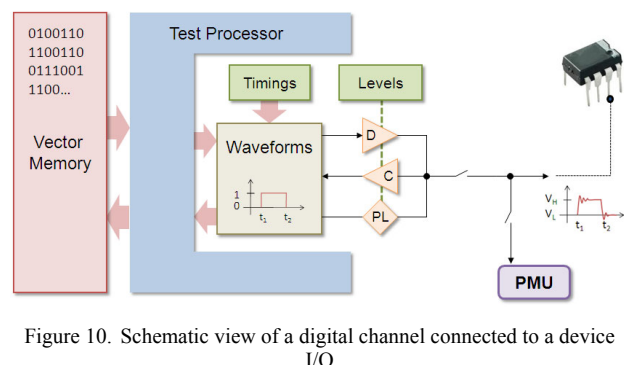 0100110
1100110
0111001
1100...
Vector
Memory
Test Processor
Timings
Levels
Waveforms
1
0
t1
t2
D
C
PL
VH
VL
t1
t2
PMU
Figure 10. Schematic view of a digital channel connected to a device
I/O